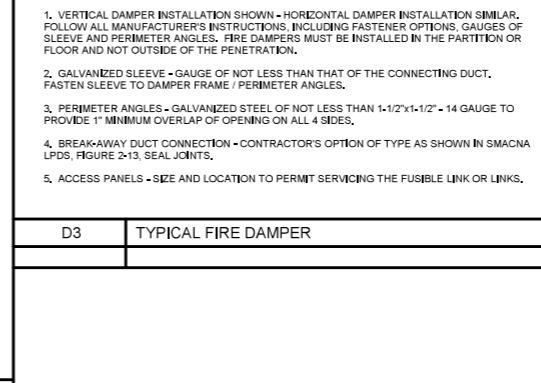 1. VERTICAL DAMPER INSTALLATION SHOWN - HORIZONTAL DAMPER INSTALLATION SIMILAR.
FOLLOW ALL MANUFACTURER'S INSTRUCTIONS, INCLUDING FASTENER OPTIONS, GAUGES OF
SLEEVE AND PERIMETER ANGLES. FIRE DAMPERS MUST BE INSTALLED IN THE PARTITION OR
FLOOR AND NOT OUTSIDE OF THE PENETRATION.
2. GALVANIZED SLEEVE - GAUGE OF NOT LESS THAN THAT OF THE CONNECTING DUCT.
FASTEN SLEEVE TO DAMPER FRAME / PERIMETER ANGLES.
3. PERIMETER ANGLES - GALVANIZED STEEL OF NOT LESS THAN 1-1/2"x1-1/2" - 14 GAUGE TO
PROVIDE 1" MINIMUM OVERLAP OF OPENING ON ALL 4 SIDES.
4. BREAK-AWAY DUCT CONNECTION - CONTRACTOR'S OPTION OF TYPE AS SHOWN IN SMACNA
LPDS, FIGURE 2-13, SEAL JOINTS.
5. ACCESS PANELS - SIZE AND LOCATION TO PERMIT SERVICING THE FUSIBLE LINK OR LINKS.
D3 TYPICAL FIRE DAMPER